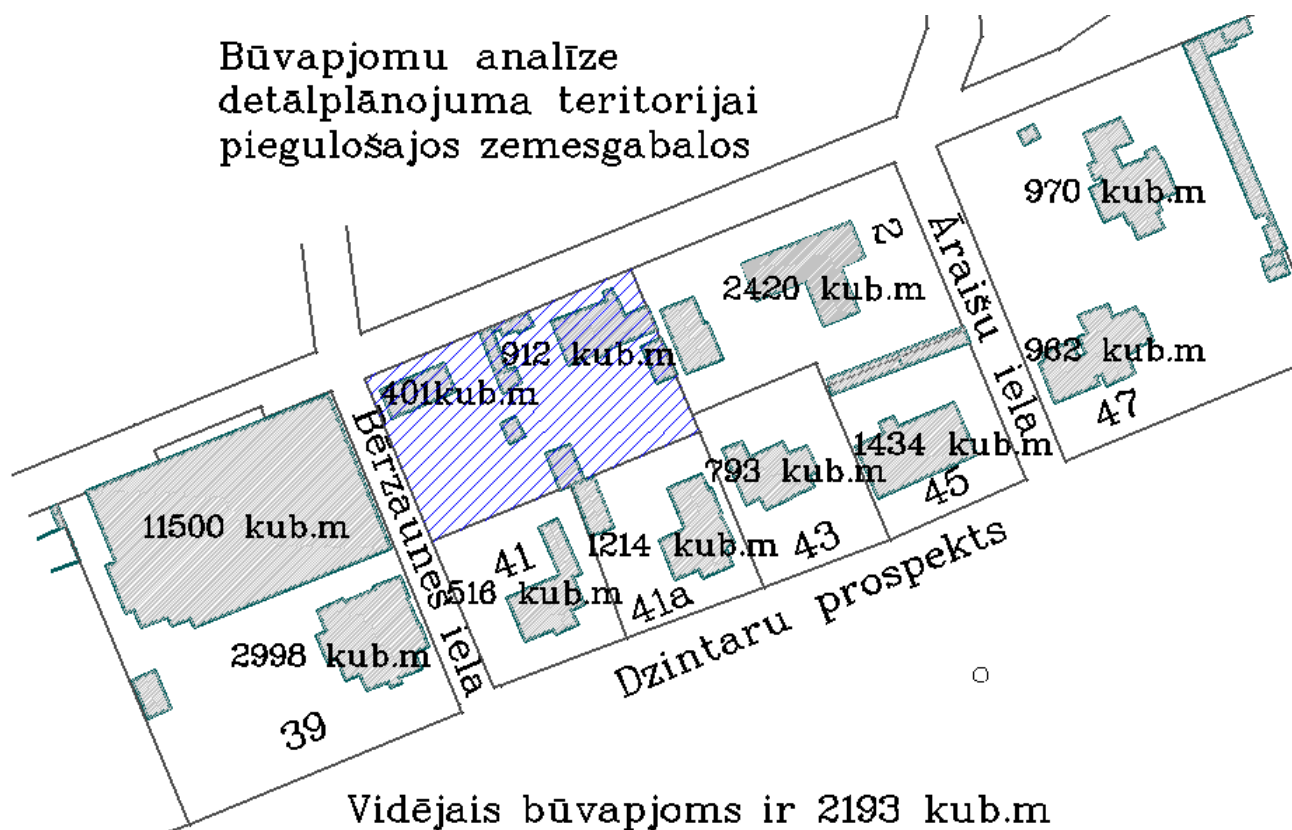 Būvapjomu analīze
detālplānojuma teritorijai
piegulošajos zemesgabalos
970 kub.m
2
Āraišu iela
2420 kub.m
912 kub.m
962 kub.m
401kub.m
47
Bērzaunes iela
1434 kub.m
793 kub.m
45
11500 kub.m
1214 kub.m
43
41
516 kub.m
41a
Dzintaru prospekts
2998 kub.m
39
Vidējais būvapjoms ir 2193 kub.m